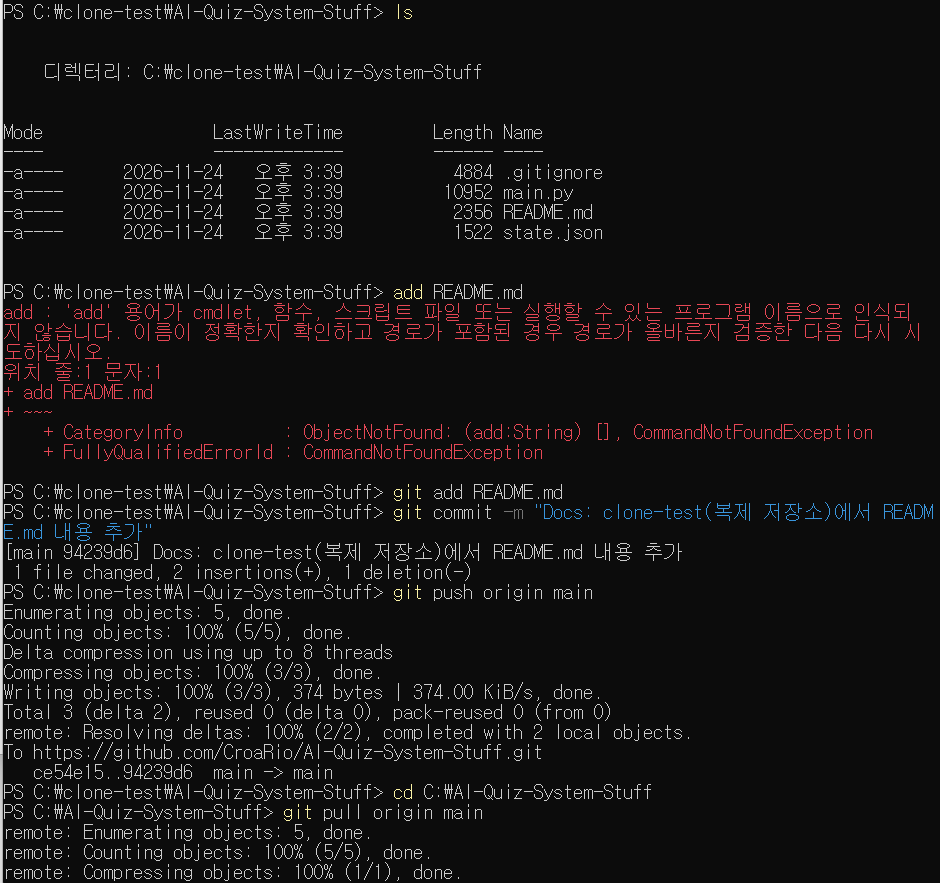 PS C:\clone-test\AI-Quiz-System-Stuff> ls
디렉터리: C:\clone-test\AI-Quiz-System-Stuff
Mode                 LastWriteTime         Length Name
----                 -------------         ------ ----
-a----      2026-11-24   오후 3:39           4884 .gitignore
-a----      2026-11-24   오후 3:39          10952 main.py
-a----      2026-11-24   오후 3:39           2356 README.md
-a----      2026-11-24   오후 3:39           1522 state.json
PS C:\clone-test\AI-Quiz-System-Stuff> add README.md
add : 'add' 용어가 cmdlet, 함수, 스크립트 파일 또는 실행할 수 있는 프로그램 이름으로 인식되
지 않습니다. 이름이 정확한지 확인하고 경로가 포함된 경우 경로가 올바른지 검증한 다음 다시 시
도하십시오.
위치 줄:1 문자:1
+ add README.md
+ ~~~
    + CategoryInfo          : ObjectNotFound: (add:String) [], CommandNotFoundException
    + FullyQualifiedErrorId : CommandNotFoundException
PS C:\clone-test\AI-Quiz-System-Stuff> git add README.md
PS C:\clone-test\AI-Quiz-System-Stuff> git commit -m "Docs: clone-test(복제 저장소)에서 READM
E.md 내용 추가"
[main 94239d6] Docs: clone-test(복제 저장소)에서 README.md 내용 추가
 1 file changed, 2 insertions(+), 1 deletion(-)
PS C:\clone-test\AI-Quiz-System-Stuff> git push origin main
Enumerating objects: 5, done.
Counting objects: 100% (5/5), done.
Delta compression using up to 8 threads
Compressing objects: 100% (3/3), done.
Writing objects: 100% (3/3), 374 bytes | 374.00 KiB/s, done.
Total 3 (delta 2), reused 0 (delta 0), pack-reused 0 (from 0)
remote: Resolving deltas: 100% (2/2), completed with 2 local objects.
To https://github.com/CroaRio/AI-Quiz-System-Stuff.git
   ce54e15..94239d6  main -> main
PS C:\clone-test\AI-Quiz-System-Stuff> cd C:\AI-Quiz-System-Stuff
PS C:\AI-Quiz-System-Stuff> git pull origin main
remote: Enumerating objects: 5, done.
remote: Counting objects: 100% (5/5), done.
remote: Compressing objects: 100% (1/1), done.